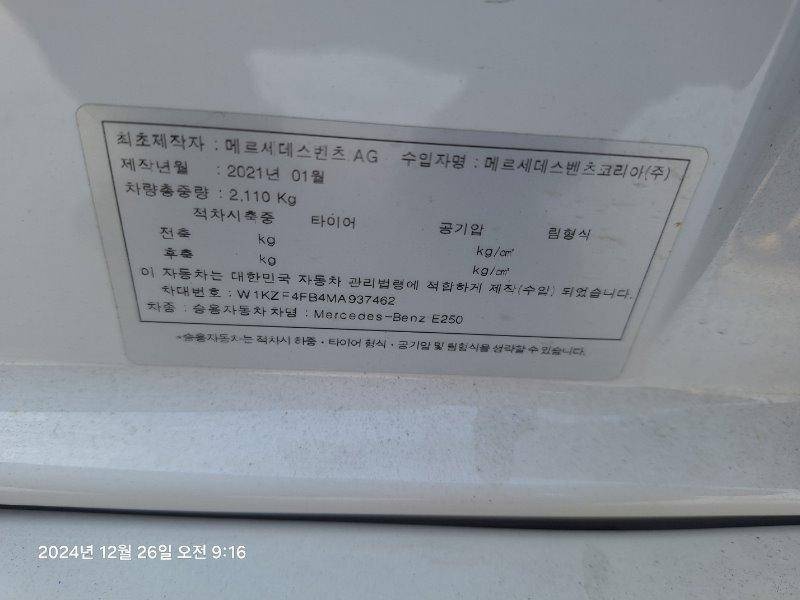 최초제작자 : 메르세데스벤츠 AG 수입자명 : 메르세데스벤츠코리아(주)
제작년월 : 2021년 01월
차량총중량 : 2,110 Kg
적차시축중 타이어 공기압 림형식
전축 kg kg/㎠
후축 kg kg/㎠
이 자동차는 대한민국 자동차 관리법령에 적합하게 제작(수입) 되었습니다.
차대번호 : W1KZF4FB4MA937462
차종 : 승용자동차 차명 : Mercedes-Benz E250
*승용자동차는 적차시 하중·타이어 형식·공기압 및 림형식을 생략할 수 있습니다.
2024년 12월 26일 오전 9:16